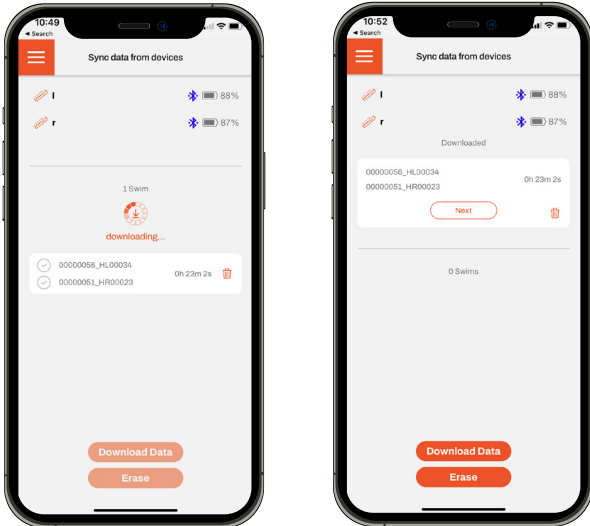 10:49
◄ Search
Sync data from devices
l
88%
r
87%
1 Swim
downloading...
00000056_HL00034
00000051_HR00023
0h 23m 2s
Download Data
Erase
10:52
◄ Search
Sync data from devices
l
88%
r
87%
Downloaded
00000056_HL00034
00000051_HR00023
0h 23m 2s
Next
0 Swims
Download Data
Erase